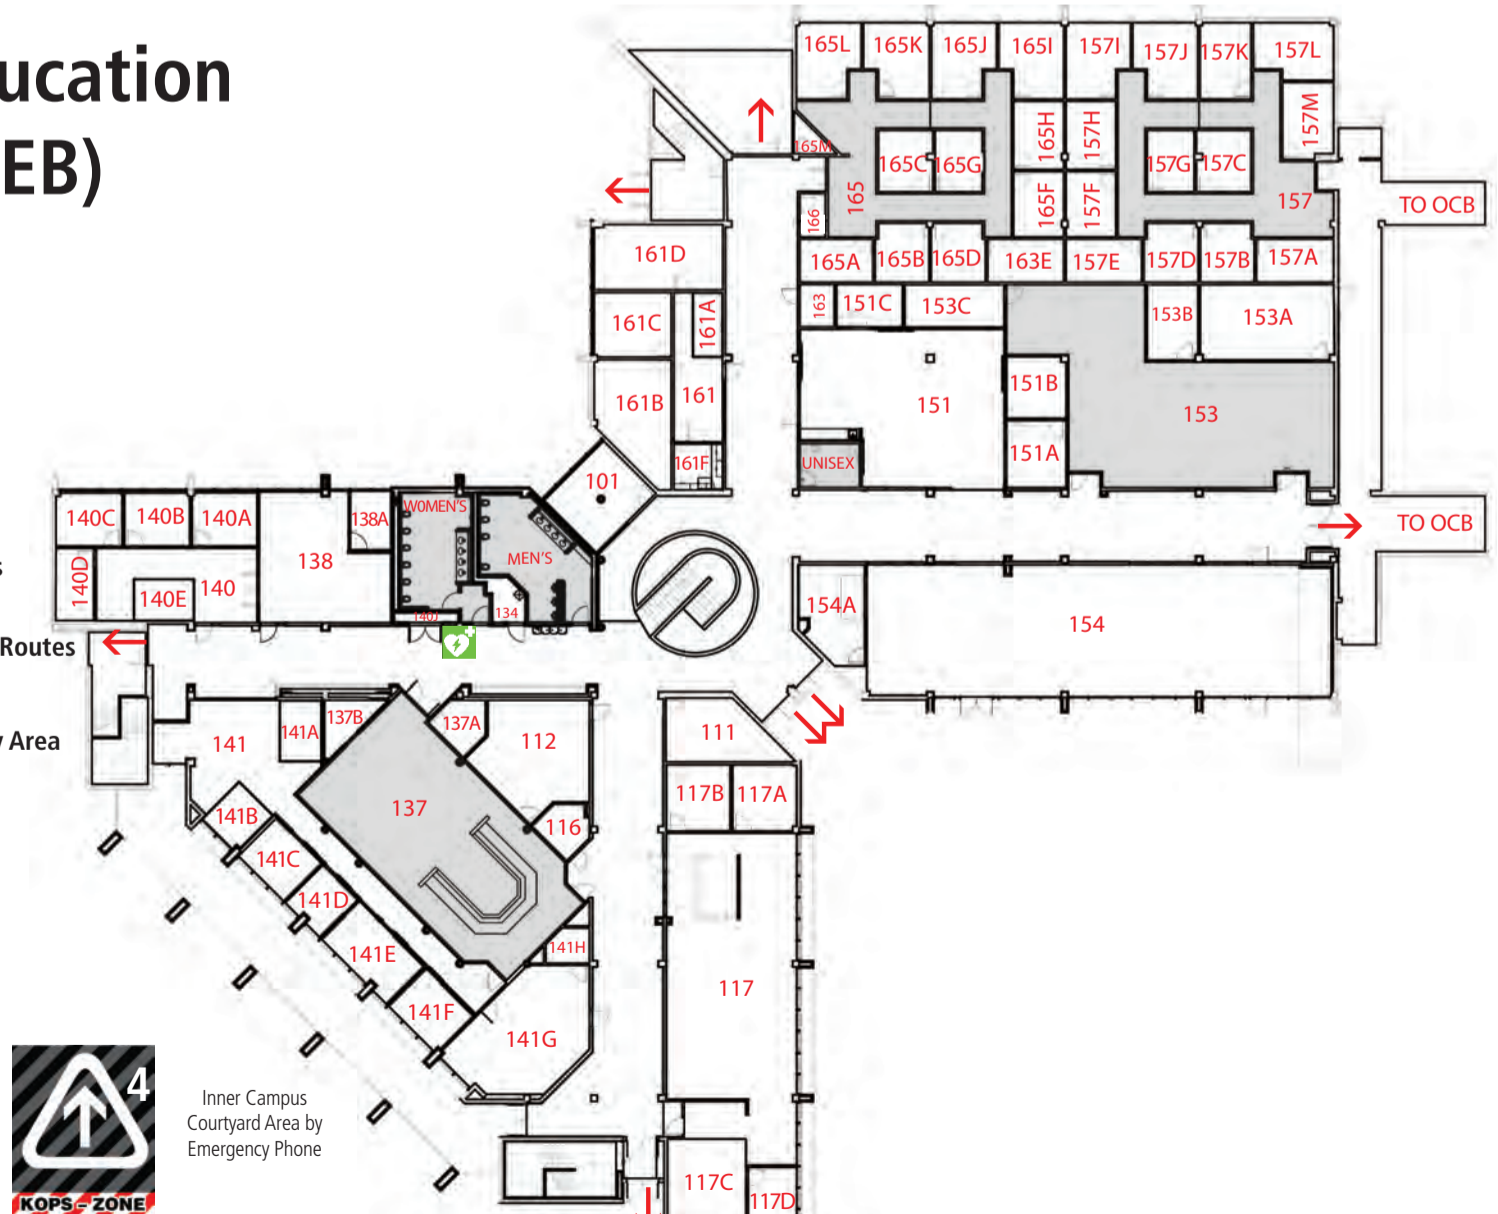 ucation
EB)
165L 165K 165J 165I 157I 157J 157K 157L
165M 165H 157H 157M
165C 165G 157G 157C
165 166 165F 157F 157 TO OCB
161D 165A 165B 165D 163E 157E 157D 157B 157A
161C 161A 163 151C 153C 153B 153A
161B 161 151 151B 153
161F UNISEX 151A
101
140C 140B 140A 138A WOMEN'S MEN'S TO OCB
140D 140E 140 138 140J 134 154A 154
s
Routes
y Area
141 141A 137B 137A 112 111
117B 117A
137
141B 116
141C
141D
141E 141H
141F 141G 117
4
KOPS - ZONE
Inner Campus
Courtyard Area by
Emergency Phone
117C
117D